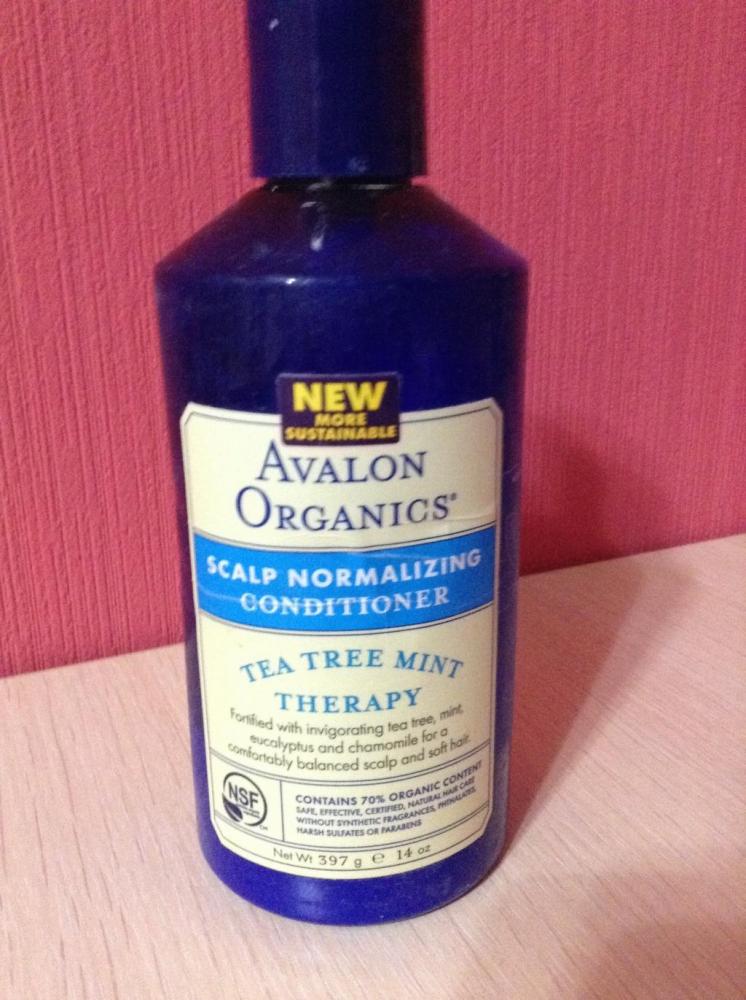 NEW
MORE
SUSTAINABLE
AVALON
ORGANICS®
SCALP NORMALIZING
CONDITIONER
TEA TREE MINT
THERAPY
Fortified with invigorating tea tree, mint,
eucalyptus and chamomile for a
comfortably balanced scalp and soft hair.
NSF
CONTAINS 70% ORGANIC CONTENT
SAFE, EFFECTIVE, CERTIFIED, NATURAL HAIR CARE
WITHOUT SYNTHETIC FRAGRANCES, PHTHALATES,
HARSH SULFATES OR PARABENS
Net Wt 397 g ℮ 14 oz